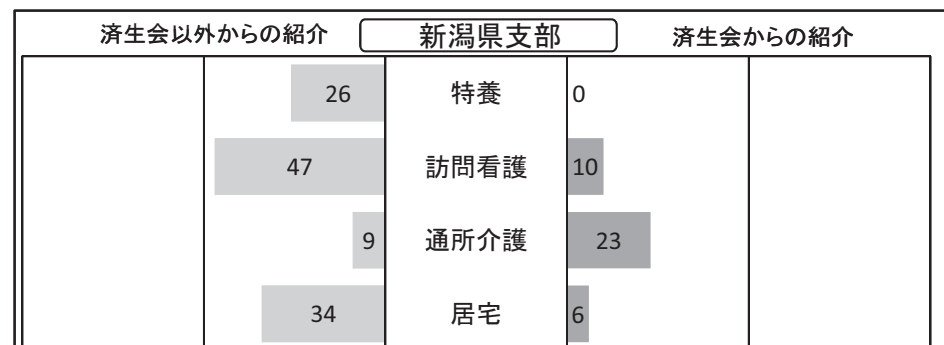 済生会以外からの紹介 新潟県支部 済生会からの紹介
26 特養 0
47 訪問看護 10
9 通所介護 23
34 居宅 6